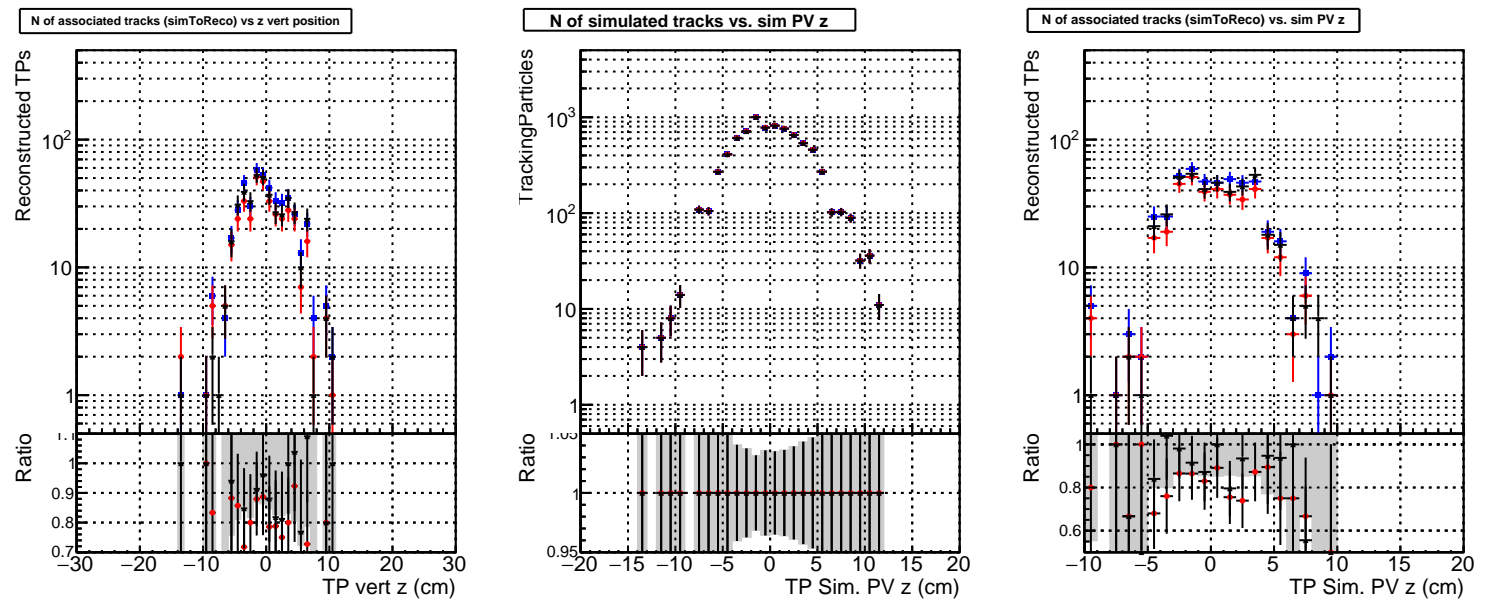 N of associated tracks (simToReco) vs z vert position
Reconstructed TPs
10²
10
1
Ratio
1.1
1
0.9
0.8
0.7
−30 −20 −10 0 10 20 30
TP vert z (cm)
N of simulated tracks vs. sim PV z
TrackingParticles
10³
10²
10
1
Ratio
1.05
1
0.95
−20 −15 −10 −5 0 5 10 15 20
TP Sim. PV z (cm)
N of associated tracks (simToReco) vs. sim PV z
Reconstructed TPs
10²
10
1
Ratio
1
0.8
0.6
−10 −5 0 5 10 15 20
TP Sim. PV z (cm)